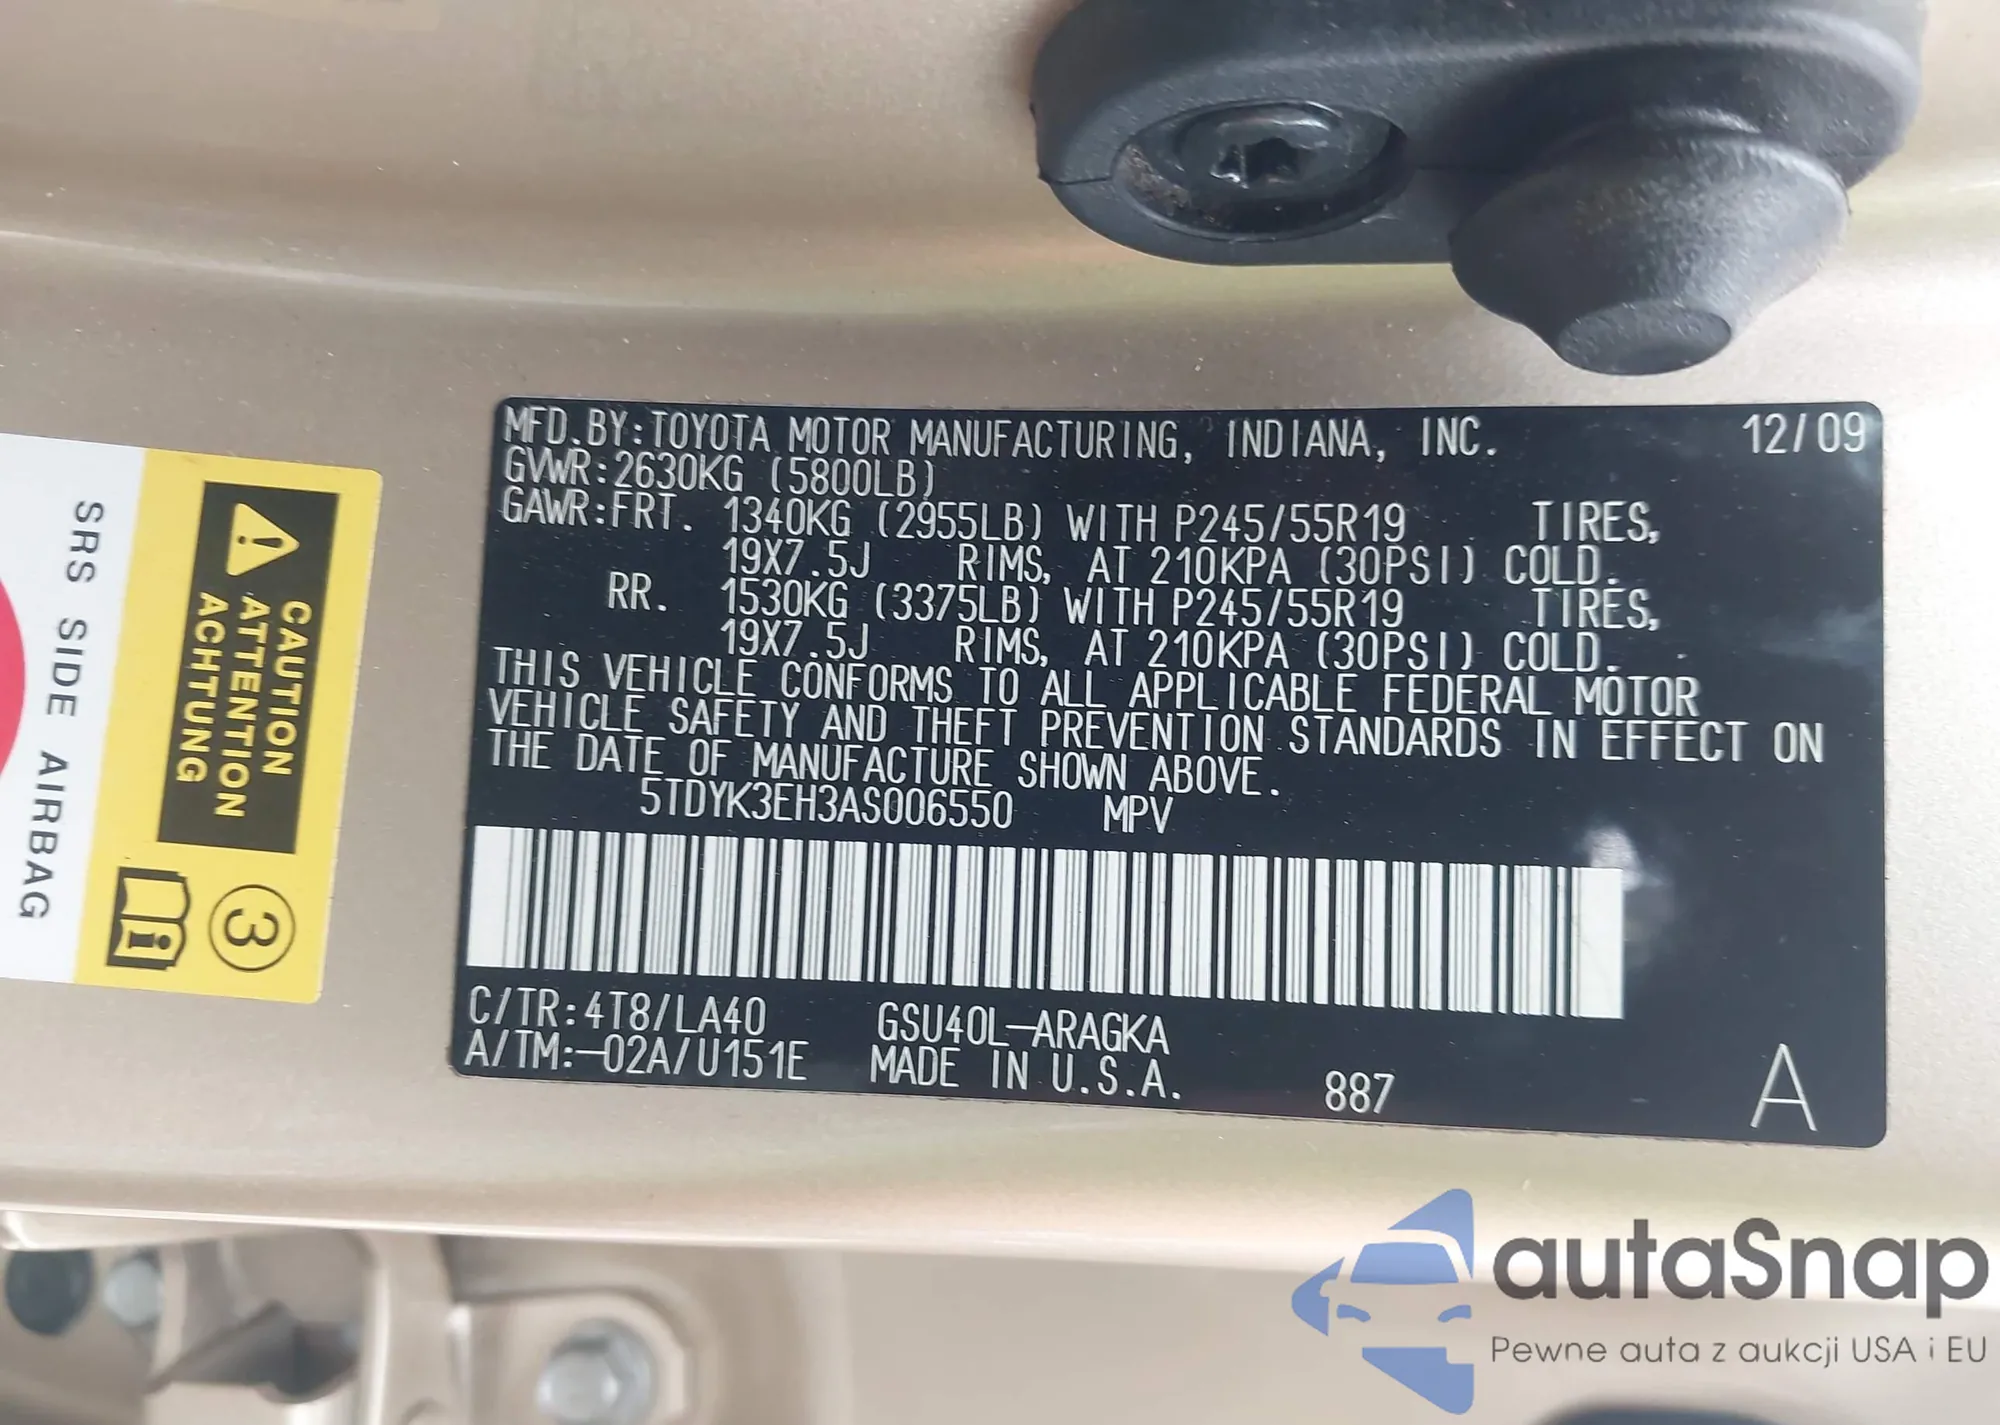 MFD.BY:TOYOTA MOTOR MANUFACTURING, INDIANA, INC. 12/09
GVWR:2630KG (5800LB)
GAWR:FRT. 1340KG (2955LB) WITH P245/55R19 TIRES,
19X7.5J RIMS, AT 210KPA (30PSI) COLD.
RR. 1530KG (3375LB) WITH P245/55R19 TIRES,
19X7.5J RIMS, AT 210KPA (30PSI) COLD.
THIS VEHICLE CONFORMS TO ALL APPLICABLE FEDERAL MOTOR
VEHICLE SAFETY AND THEFT PREVENTION STANDARDS IN EFFECT ON
THE DATE OF MANUFACTURE SHOWN ABOVE.
5TDYK3EH3AS006550 MPV
C/TR:4T8/LA40 GSU40L-ARAGKA
A/TM:-02A/U151E MADE IN U.S.A. 887 A
CAUTION
ATTENTION
ACHTUNG
3
SRS SIDE AIRBAG
autaSnap
Pewne auta z aukcji USA i EU